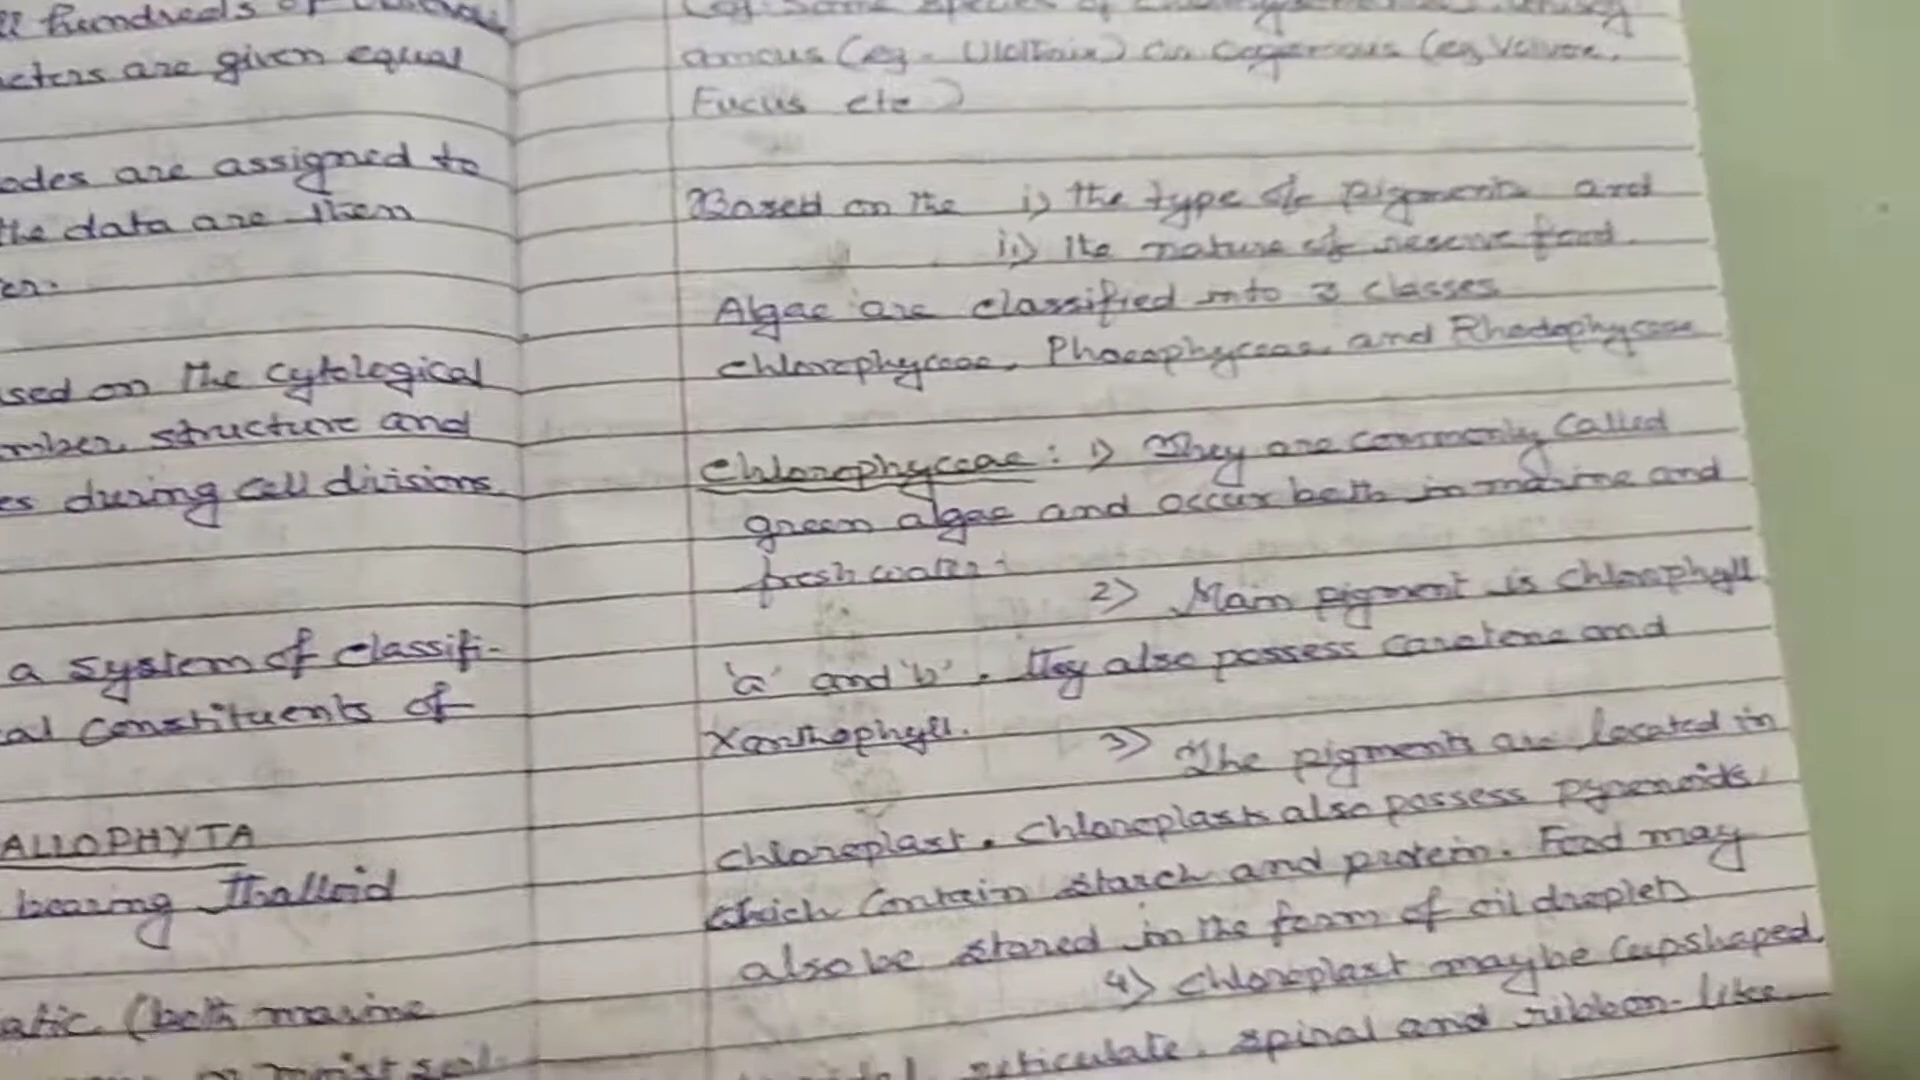 hundreds of
cters are given equal
odes are assigned to
the data are then
er.
sed on the cytological
mber, structure and
es during cell divisions
a system of classifi-
al constituents of
ALLOPHYTA
bearing Thalloid
atic (both marine
moist soil
(eg. Some species of
amous (eg - Ulothrix) or oogamous (eg Volvox,
Fucus etc)
Based on the i) the type of pigments and
ii) the nature of reserve food.
Algae are classified into 3 classes
chlorophyceae, Phaeophyceae, and Rhodophyceae
Chlorophyceae : 1) They are commonly called
green algae and occur both in marine and
fresh water.
2) Main pigment is chlorophyll
'a' and 'b'. They also possess carotene and
Xanthophyll.
3) The pigments are located in
chloroplast. Chloroplasts also possess pyrenoids
which contain starch and protein. Food may
also be stored in the form of oil droplets
4) Chloroplast may be cupshaped,
reticulate, spiral and ribbon-like